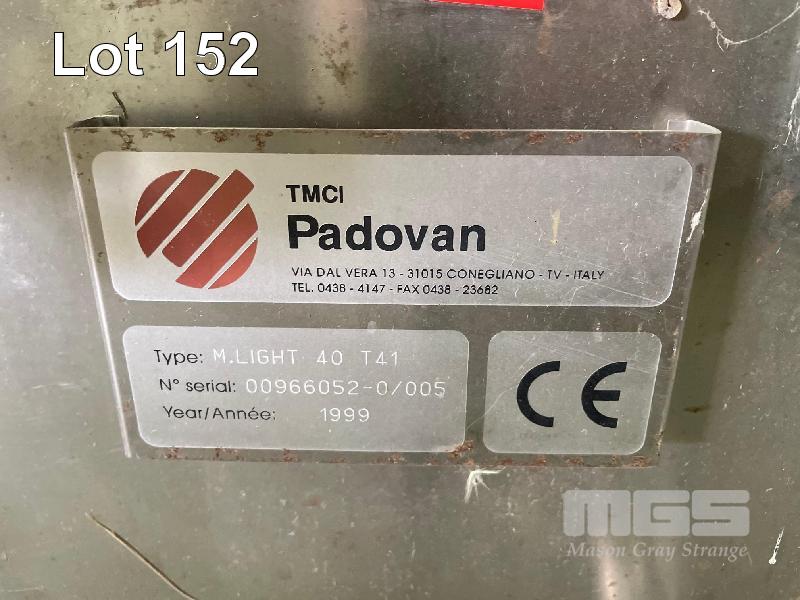 Lot 152
TMCI
Padovan
VIA DAL VERA 13 - 31015 CONEGLIANO - TV - ITALY
TEL. 0438 - 4147 - FAX 0438 - 23682
Type: M.LIGHT 40 T41
N° serial: 00966052-0/005
Year/Année: 1999
CE
MGS
Mason Gray Strange